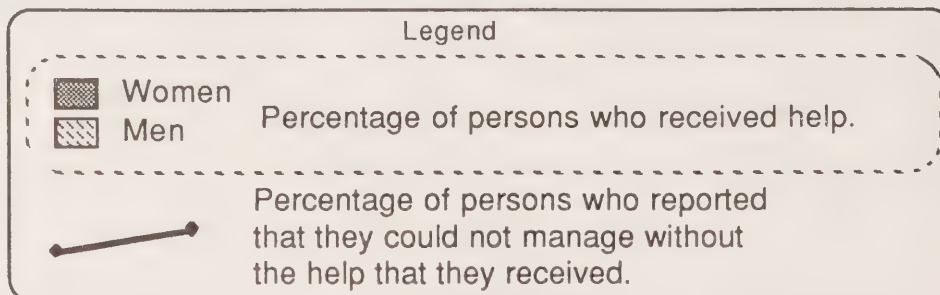 Legend
Women
Men
Percentage of persons who received help.
Percentage of persons who reported
that they could not manage without
the help that they received.